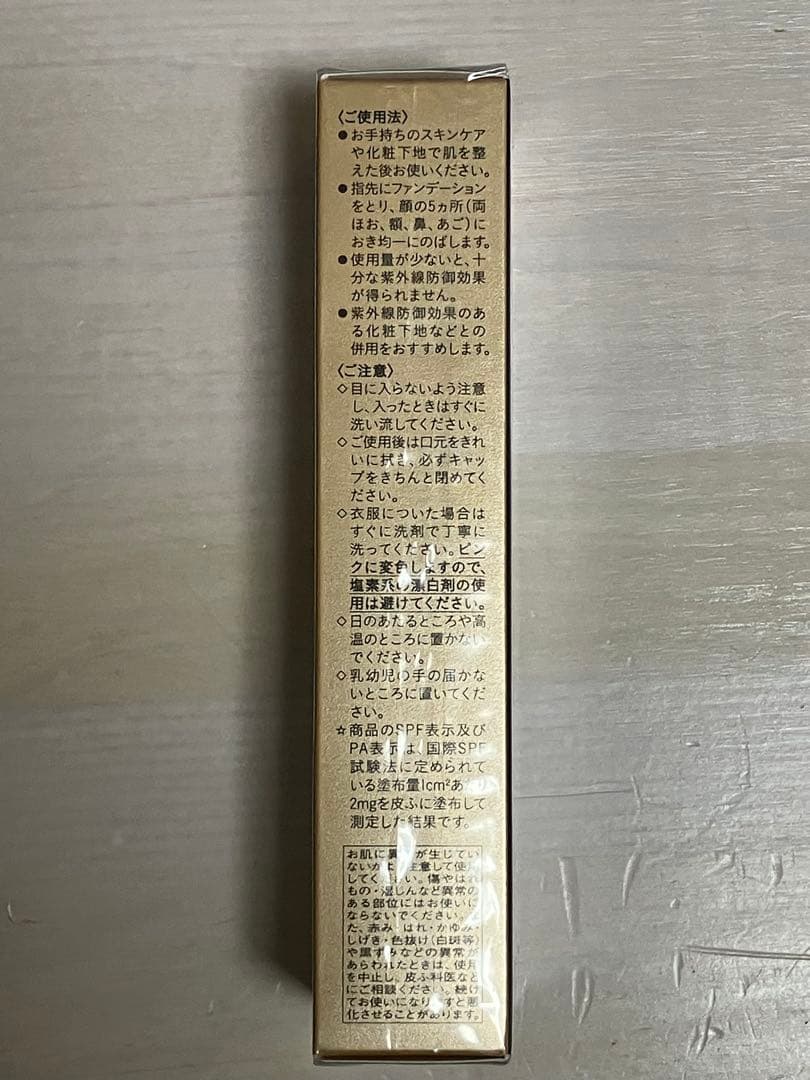 〈ご使用法〉
●お手持ちのスキンケア
や化粧下地で肌を整
えた後お使いください。
●指先にファンデーション
をとり、顔の5ヵ所(両
ほお、額、鼻、あご)に
おき均一にのばします。
●使用量が少ないと、十
分な紫外線防御効果
が得られません。
●紫外線防御効果のあ
る化粧下地などとの
併用をおすすめします。
〈ご注意〉
◇目に入らないよう注意
し、入ったときはすぐに
洗い流してください。
◇ご使用後は口元をきれ
いに拭き、必ずキャッ
プをきちんと閉めてく
ださい。
◇衣服についた場合は
すぐに洗剤で丁寧に
洗ってください。ピン
クに変色しますので、
塩素系の漂白剤の使
用は避けてください。
◇日のあたるところや高
温のところに置かない
でください。
◇乳幼児の手の届かな
いところに置いてくだ
さい。
☆商品のSPF表示及び
PA表示は、国際SPF
試験法に定められて
いる塗布量1cm²あたり
2mgを皮ふに塗布して
測定した結果です。
お肌に異常が生じてい
ないかよく注意して使用
してください。傷やはれ
もの・湿しんなど異常の
ある部位にはお使いに
ならないでください。ま
た、赤み・はれ・かゆみ・
しげき・色抜け(白斑等)
や黒ずみなどの異常が
あらわれたときは、使用
を中止し、皮ふ科医など
にご相談ください。続け
てお使いになりますと悪
化させることがあります。